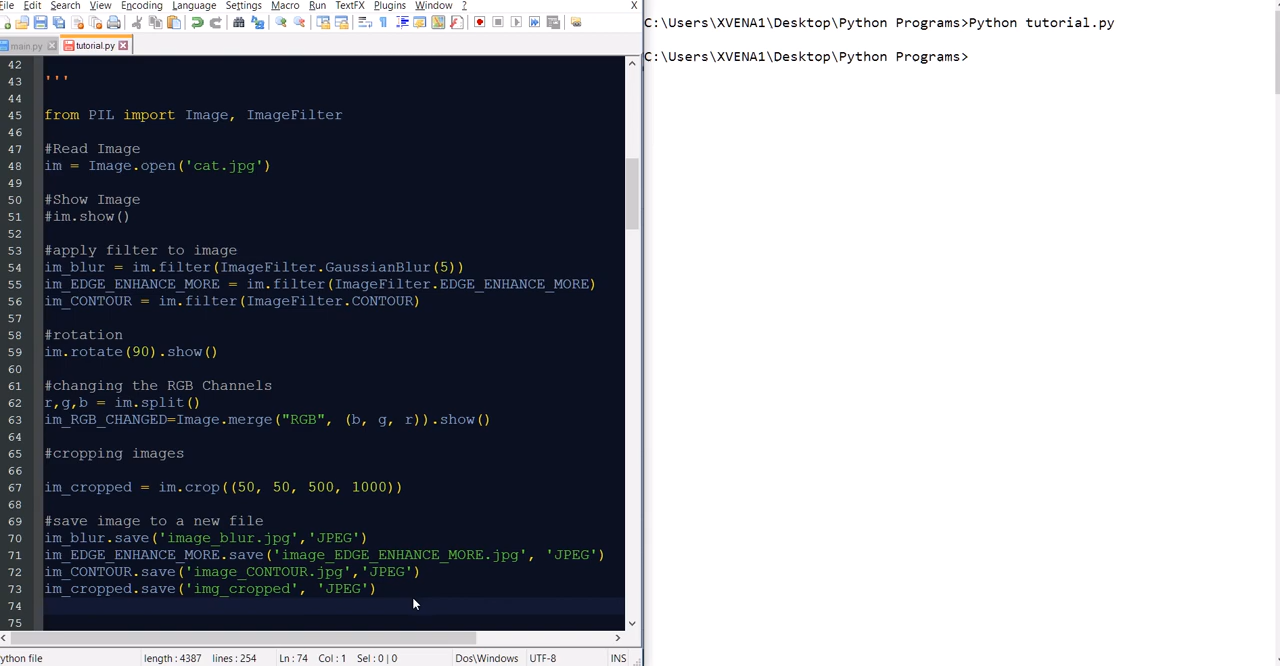 File Edit Search View Encoding Language Settings Macro Run TextFX Plugins Window ? X
main.py tutorial.py
42
43 '''
44
45 from PIL import Image, ImageFilter
46
47 #Read Image
48 im = Image.open('cat.jpg')
49
50 #Show Image
51 #im.show()
52
53 #apply filter to image
54 im_blur = im.filter(ImageFilter.GaussianBlur(5))
55 im_EDGE_ENHANCE_MORE = im.filter(ImageFilter.EDGE_ENHANCE_MORE)
56 im_CONTOUR = im.filter(ImageFilter.CONTOUR)
57
58 #rotation
59 im.rotate(90).show()
60
61 #changing the RGB Channels
62 r,g,b = im.split()
63 im_RGB_CHANGED=Image.merge("RGB", (b, g, r)).show()
64
65 #cropping images
66
67 im_cropped = im.crop((50, 50, 500, 1000))
68
69 #save image to a new file
70 im_blur.save('image_blur.jpg','JPEG')
71 im_EDGE_ENHANCE_MORE.save('image_EDGE_ENHANCE_MORE.jpg', 'JPEG')
72 im_CONTOUR.save('image_CONTOUR.jpg','JPEG')
73 im_cropped.save('img_cropped', 'JPEG')
74
75
ython file length : 4387 lines : 254 Ln : 74 Col : 1 Sel : 0 | 0 Dos\Windows UTF-8 INS
C:\Users\XVENA1\Desktop\Python Programs>Python tutorial.py
C:\Users\XVENA1\Desktop\Python Programs>